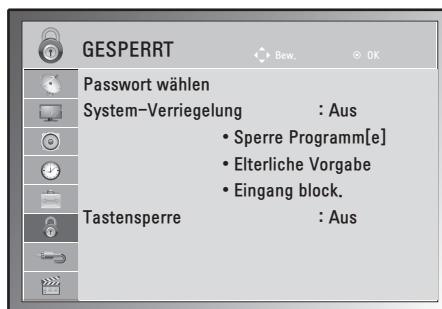 GESPERRT Bew. OK
Passwort wählen
System-Verriegelung : Aus
• Sperre Programm[e]
• Elterliche Vorgabe
• Eingang block.
Tastensperre : Aus